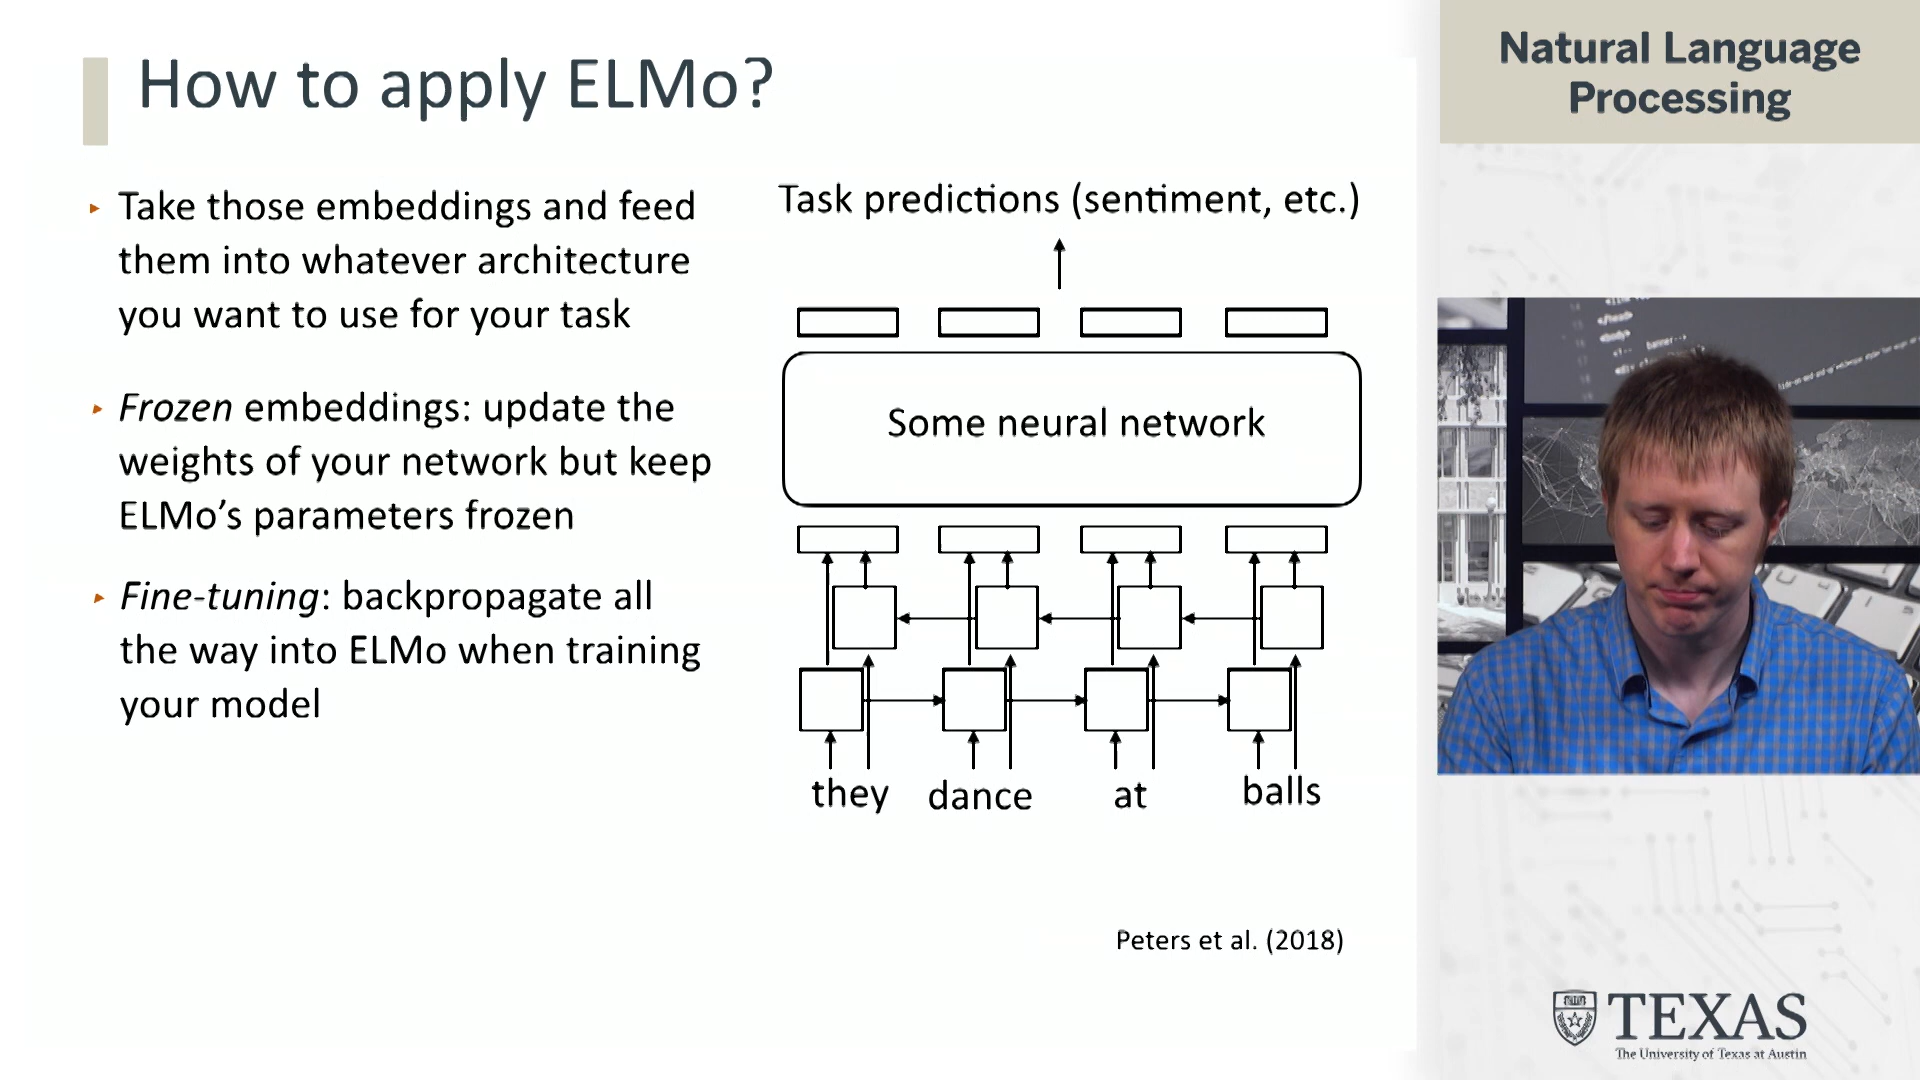 How to apply ELMo?
Take those embeddings and feed
them into whatever architecture
you want to use for your task
Frozen embeddings: update the
weights of your network but keep
ELMo’s parameters frozen
Fine-tuning: backpropagate all
the way into ELMo when training
your model
Task predictions (sentiment, etc.)
Some neural network
they dance at balls
Peters et al. (2018)
Natural Language
Processing
TEXAS
The University of Texas at Austin